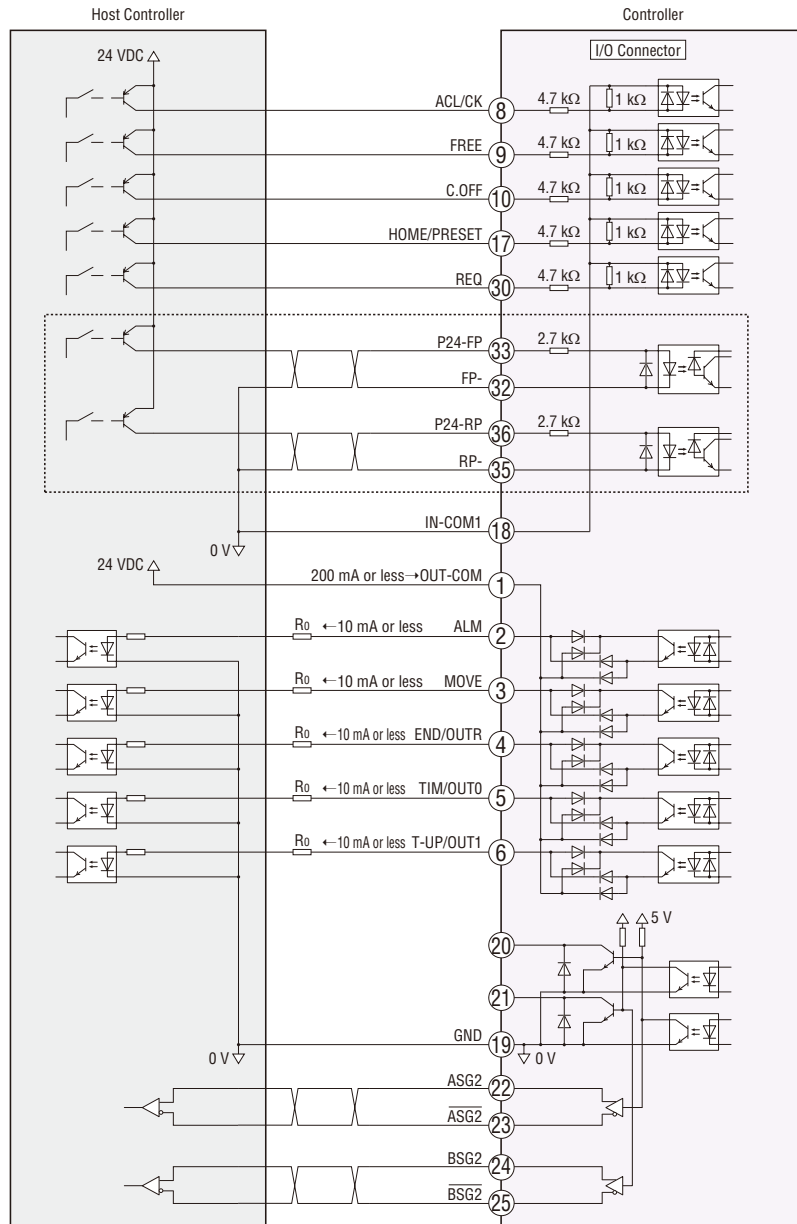 Host Controller
Controller
24 VDC
I/O Connector
ACL/CK 8 4.7 kΩ 1 kΩ
FREE 9 4.7 kΩ 1 kΩ
C.OFF 10 4.7 kΩ 1 kΩ
HOME/PRESET 17 4.7 kΩ 1 kΩ
REQ 30 4.7 kΩ 1 kΩ
P24-FP 33 2.7 kΩ
FP- 32
P24-RP 36 2.7 kΩ
RP- 35
IN-COM1 18
0 V
24 VDC
200 mA or less→OUT-COM 1
R0 ←10 mA or less ALM 2
R0 ←10 mA or less MOVE 3
R0 ←10 mA or less END/OUTR 4
R0 ←10 mA or less TIM/OUT0 5
R0 ←10 mA or less T-UP/OUT1 6
5 V
20
21
GND 19
0 V
0 V
ASG2 22
A̅S̅G̅2̅ 23
BSG2 24
B̅S̅G̅2̅ 25